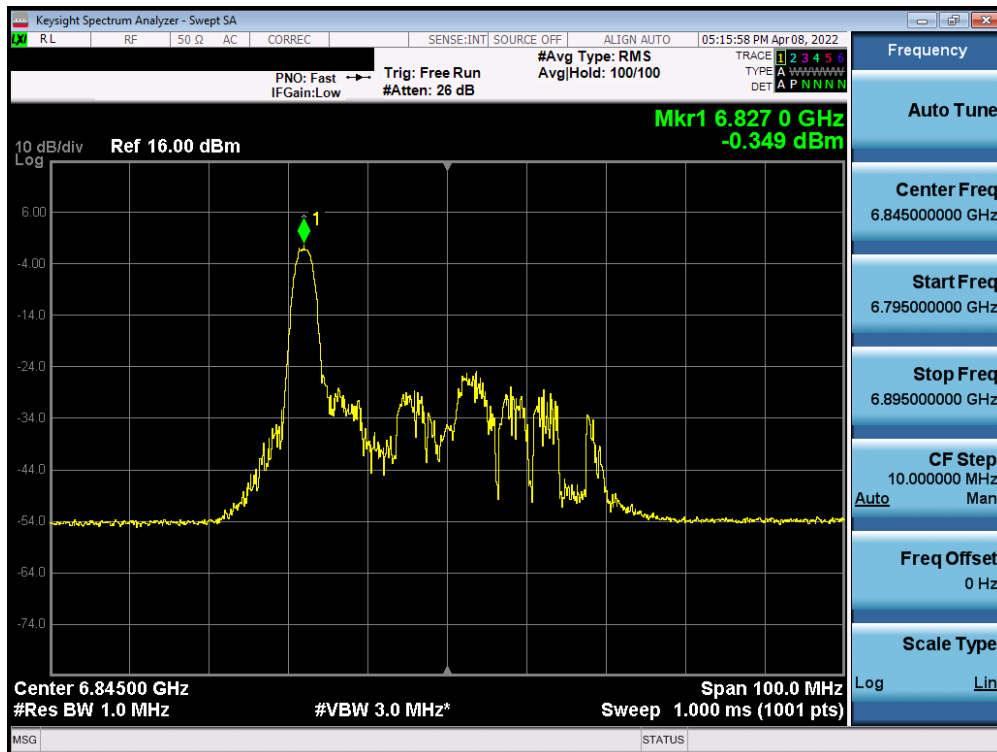 Keysight Spectrum Analyzer - Swept SA
LXI RL RF 50 Ω AC CORREC SENSE:INT SOURCE OFF ALIGN AUTO 05:15:58 PM Apr 08, 2022
PNO: Fast
IFGain:Low
Trig: Free Run
#Atten: 26 dB
#Avg Type: RMS
Avg|Hold: 100/100
TRACE 1 2 3 4 5 6
TYPE A WWWWW
DET A P N N N N
Mkr1 6.827 0 GHz
-0.349 dBm
10 dB/div
Log
Ref 16.00 dBm
1
6.00
-4.00
-14.0
-24.0
-34.0
-44.0
-54.0
-64.0
-74.0
Center 6.84500 GHz
Span 100.0 MHz
#Res BW 1.0 MHz
#VBW 3.0 MHz*
Sweep 1.000 ms (1001 pts)
MSG
STATUS
Frequency
Auto Tune
Center Freq
6.845000000 GHz
Start Freq
6.795000000 GHz
Stop Freq
6.895000000 GHz
CF Step
10.000000 MHz
Auto Man
Freq Offset
0 Hz
Scale Type
Log Lin